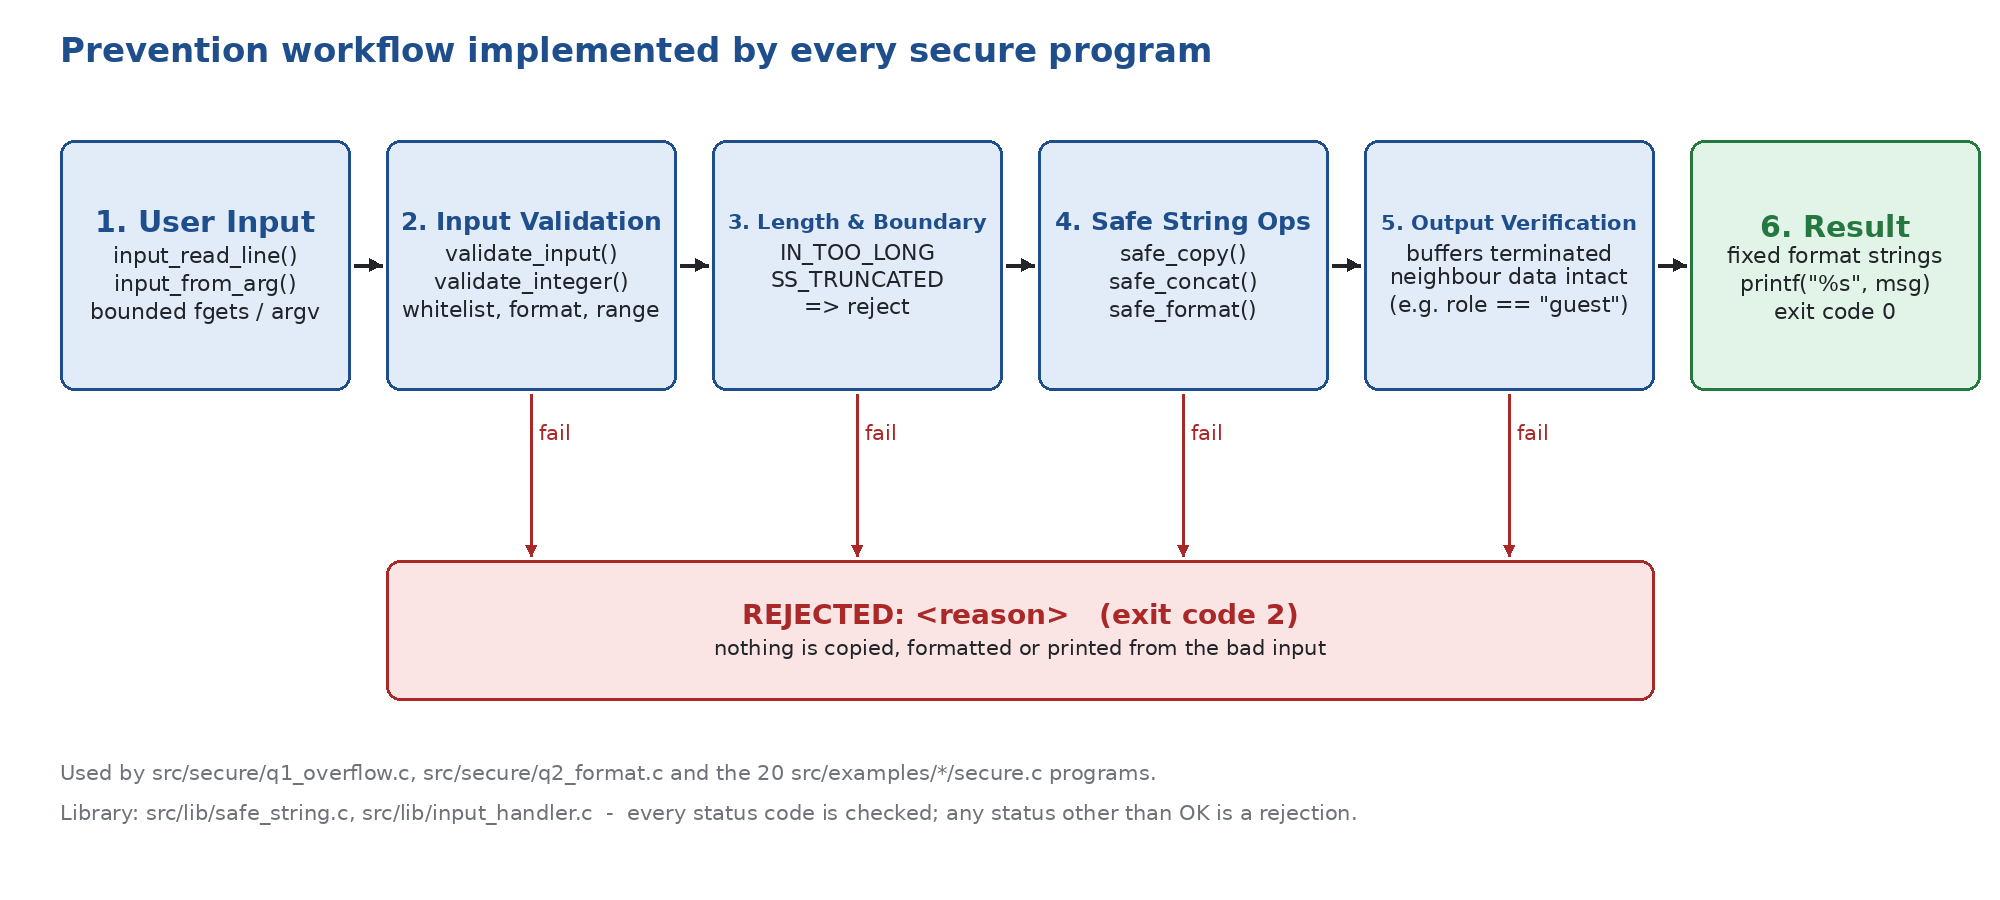 Prevention workflow implemented by every secure program
1. User Input
input_read_line()
input_from_arg()
bounded fgets / argv
2. Input Validation
validate_input()
validate_integer()
whitelist, format, range
3. Length & Boundary
IN_TOO_LONG
SS_TRUNCATED
=> reject
4. Safe String Ops
safe_copy()
safe_concat()
safe_format()
5. Output Verification
buffers terminated
neighbour data intact
(e.g. role == "guest")
6. Result
fixed format strings
printf("%s", msg)
exit code 0
fail
fail
fail
fail
REJECTED: <reason>   (exit code 2)
nothing is copied, formatted or printed from the bad input
Used by src/secure/q1_overflow.c, src/secure/q2_format.c and the 20 src/examples/*/secure.c programs.
Library: src/lib/safe_string.c, src/lib/input_handler.c  -  every status code is checked; any status other than OK is a rejection.